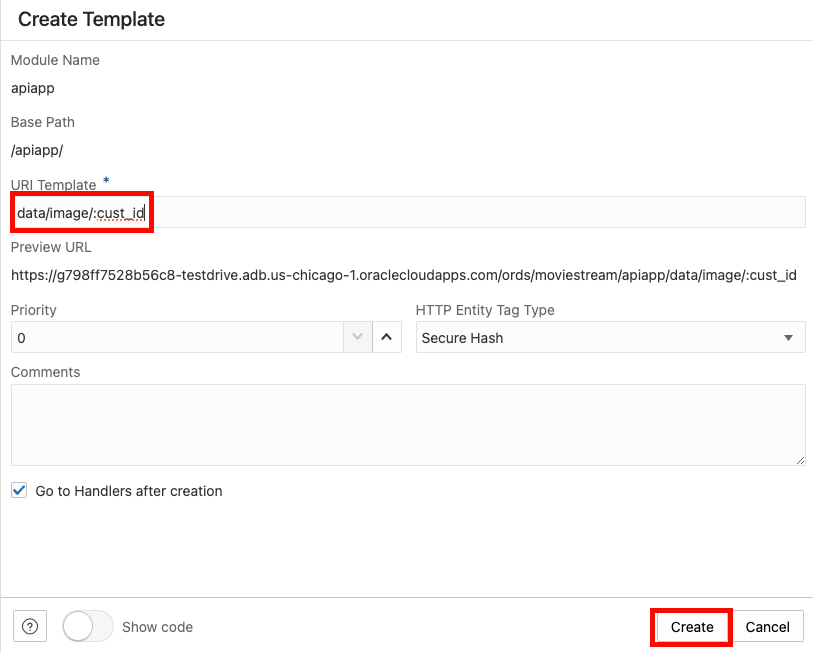 Create Template
Module Name
apiapp
Base Path
/apiapp/
URI Template *
data/image/:cust_id
Preview URL
https://g798ff7528b56c8-testdrive.adb.us-chicago-1.oraclecloudapps.com/ords/moviestream/apiapp/data/image/:cust_id
Priority HTTP Entity Tag Type
0 Secure Hash
Comments
Go to Handlers after creation
? Show code Create Cancel